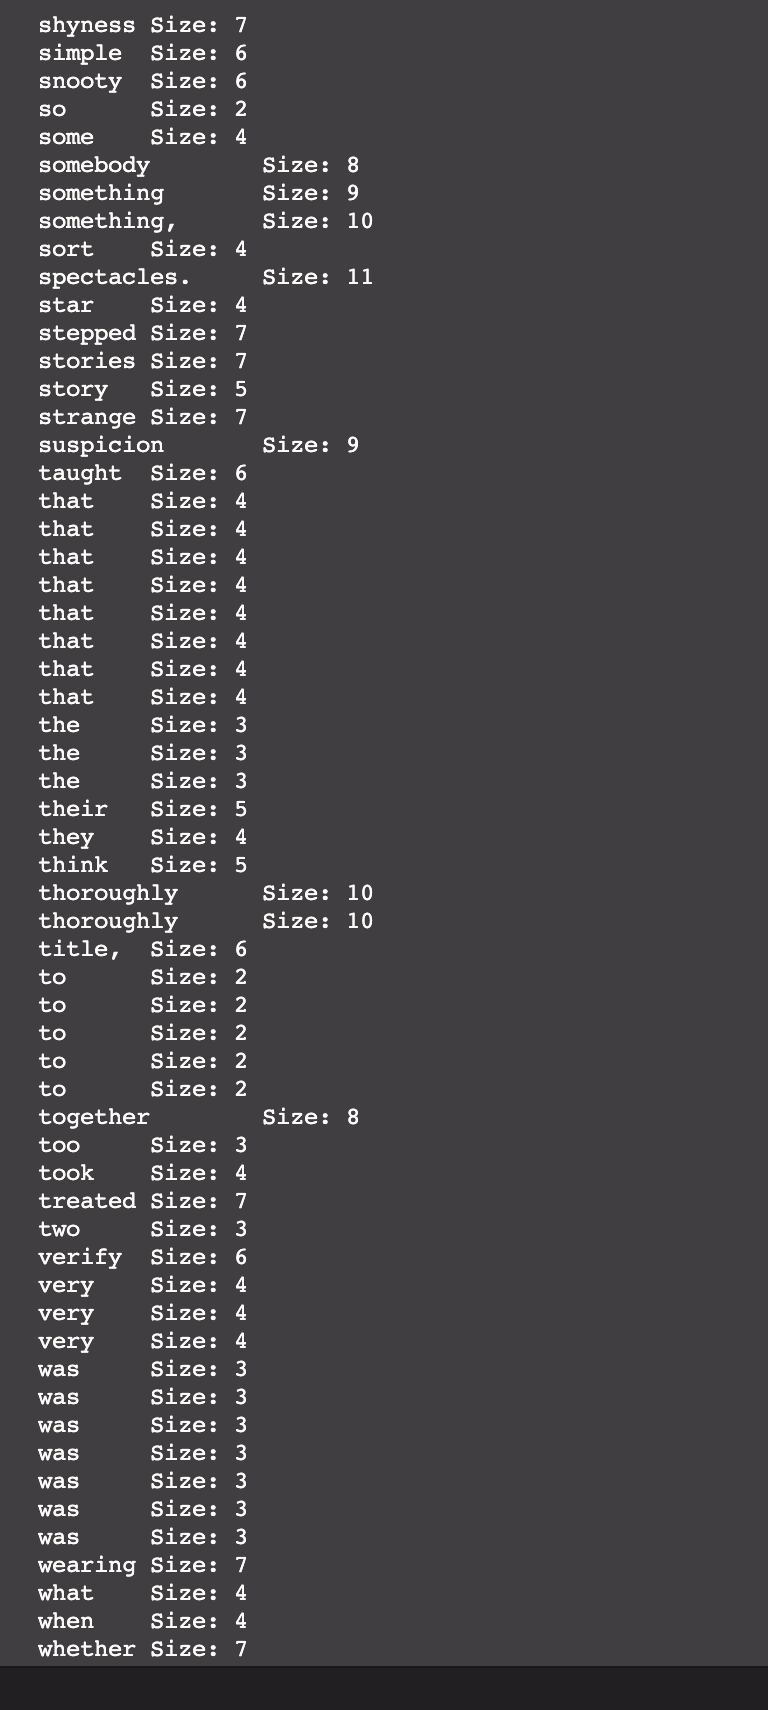 shyness Size: 7
simple  Size: 6
snooty  Size: 6
so      Size: 2
some    Size: 4
somebody        Size: 8
something       Size: 9
something,      Size: 10
sort    Size: 4
spectacles.     Size: 11
star    Size: 4
stepped Size: 7
stories Size: 7
story   Size: 5
strange Size: 7
suspicion       Size: 9
taught  Size: 6
that    Size: 4
that    Size: 4
that    Size: 4
that    Size: 4
that    Size: 4
that    Size: 4
that    Size: 4
that    Size: 4
the     Size: 3
the     Size: 3
the     Size: 3
their   Size: 5
they    Size: 4
think   Size: 5
thoroughly      Size: 10
thoroughly      Size: 10
title,  Size: 6
to      Size: 2
to      Size: 2
to      Size: 2
to      Size: 2
to      Size: 2
together        Size: 8
too     Size: 3
took    Size: 4
treated Size: 7
two     Size: 3
verify  Size: 6
very    Size: 4
very    Size: 4
very    Size: 4
was     Size: 3
was     Size: 3
was     Size: 3
was     Size: 3
was     Size: 3
was     Size: 3
was     Size: 3
wearing Size: 7
what    Size: 4
when    Size: 4
whether Size: 7